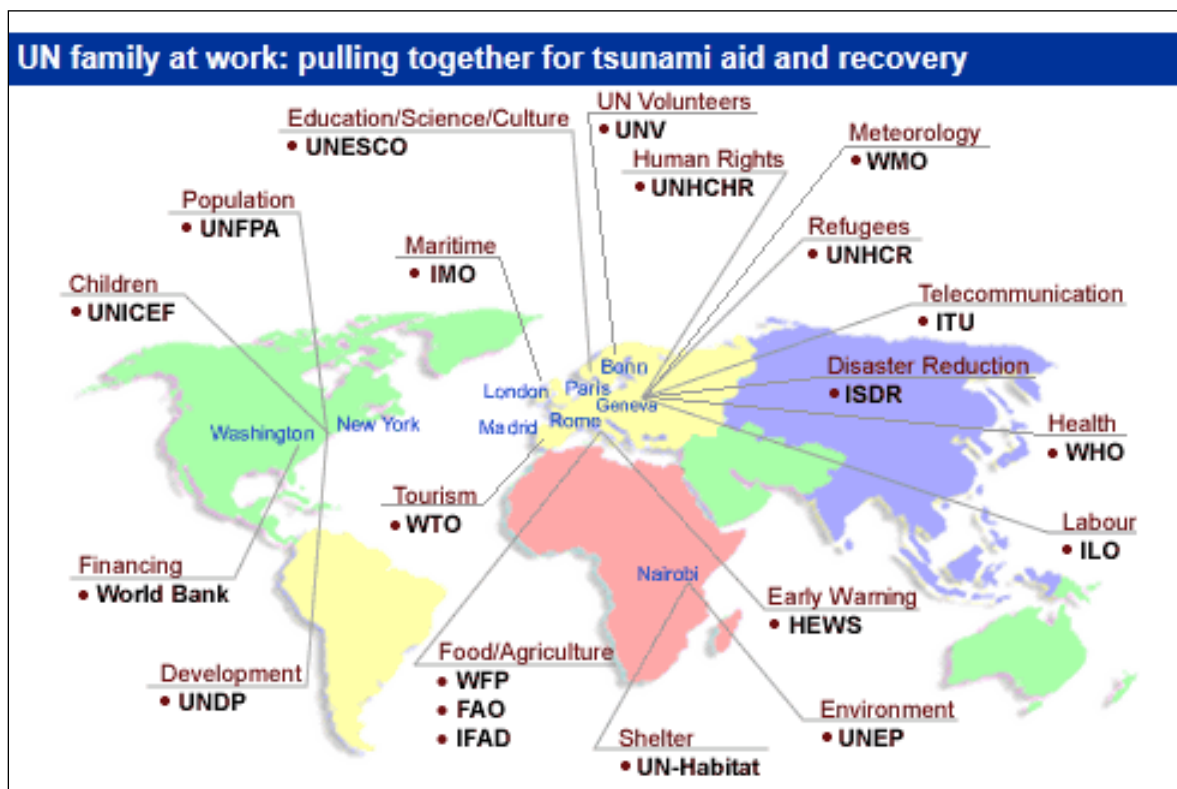 UN family at work: pulling together for tsunami aid and recovery
UN Volunteers
• UNV
Education/Science/Culture
• UNESCO
Meteorology
• WMO
Human Rights
• UNHCHR
Population
• UNFPA
Refugees
• UNHCR
Maritime
• IMO
Children
• UNICEF
Telecommunication
• ITU
Disaster Reduction
• ISDR
Bonn
London
Paris
Geneva
Madrid
Rome
Washington
New York
Health
• WHO
Tourism
• WTO
Labour
• ILO
Financing
• World Bank
Nairobi
Early Warning
• HEWS
Development
• UNDP
Food/Agriculture
• WFP
• FAO
• IFAD
Environment
• UNEP
Shelter
• UN-Habitat